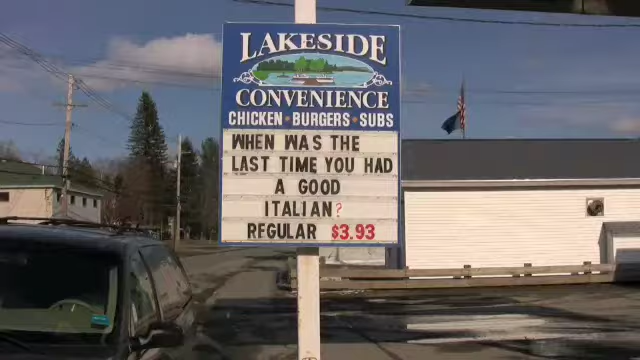 LAKESIDE
CONVENIENCE
CHICKEN • BURGERS • SUBS
WHEN WAS THE
LAST TIME YOU HAD
A GOOD
ITALIAN?
REGULAR $3.93